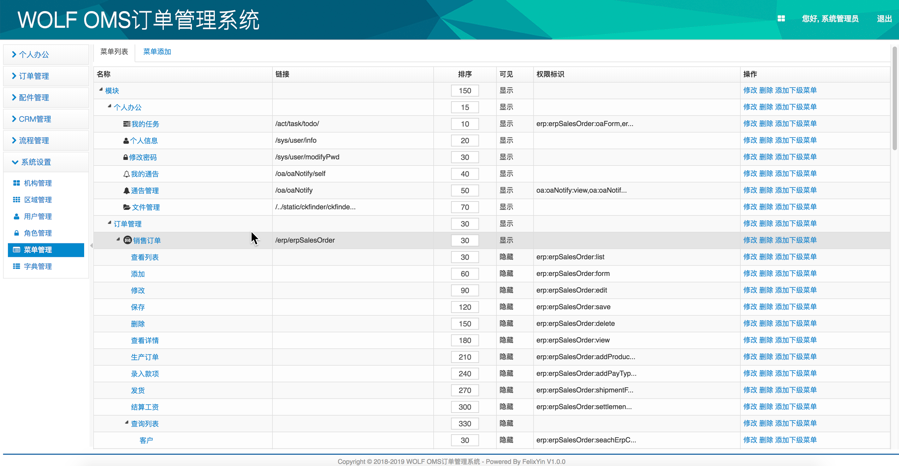 WOLF OMS订单管理系统
您好, 系统管理员 退出
个人办公
订单管理
配件管理
CRM管理
流程管理
系统设置
机构管理
区域管理
用户管理
角色管理
菜单管理
字典管理
菜单列表 菜单添加
名称 链接 排序 可见 权限标识 操作
模块 150 显示 修改 删除 添加下级菜单
个人办公 15 显示 修改 删除 添加下级菜单
我的任务 /act/task/todo/ 10 显示 erp:erpSalesOrder:oaForm,er... 修改 删除 添加下级菜单
个人信息 /sys/user/info 20 显示 修改 删除 添加下级菜单
修改密码 /sys/user/modifyPwd 30 显示 修改 删除 添加下级菜单
我的通告 /oa/oaNotify/self 40 显示 修改 删除 添加下级菜单
通告管理 /oa/oaNotify 50 显示 oa:oaNotify:view,oa:oaNotif... 修改 删除 添加下级菜单
文件管理 /../static/ckfinder/ckfinde... 70 显示 修改 删除 添加下级菜单
订单管理 30 显示 修改 删除 添加下级菜单
销售订单 /erp/erpSalesOrder 30 显示 修改 删除 添加下级菜单
查看列表 30 隐藏 erp:erpSalesOrder:list 修改 删除 添加下级菜单
添加 60 隐藏 erp:erpSalesOrder:form 修改 删除 添加下级菜单
修改 90 隐藏 erp:erpSalesOrder:edit 修改 删除 添加下级菜单
保存 120 隐藏 erp:erpSalesOrder:save 修改 删除 添加下级菜单
删除 150 隐藏 erp:erpSalesOrder:delete 修改 删除 添加下级菜单
查看详情 180 隐藏 erp:erpSalesOrder:view 修改 删除 添加下级菜单
生产订单 210 隐藏 erp:erpSalesOrder:addProduc... 修改 删除 添加下级菜单
录入款项 240 隐藏 erp:erpSalesOrder:addPayTyp... 修改 删除 添加下级菜单
发货 270 隐藏 erp:erpSalesOrder:shipmentF... 修改 删除 添加下级菜单
结算工资 300 隐藏 erp:erpSalesOrder:settlemen... 修改 删除 添加下级菜单
查询列表 330 隐藏 修改 删除 添加下级菜单
客户 30 隐藏 erp:erpSalesOrder:seachErpC... 修改 删除 添加下级菜单
Copyright © 2018-2019 WOLF OMS订单管理系统 - Powered By FelixYin V1.0.0